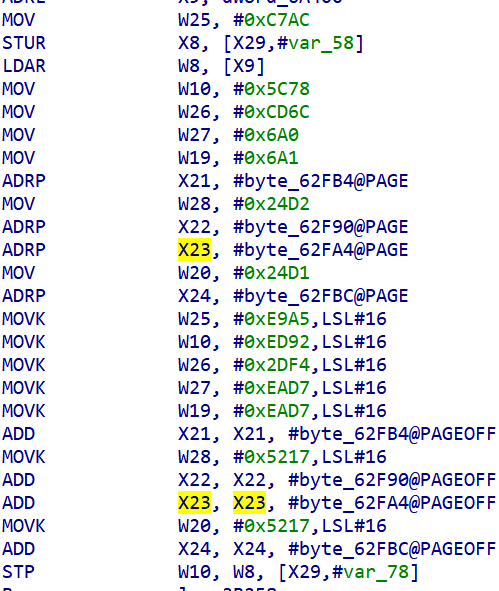 MOV W25, #0xC7AC
STUR X8, [X29,#var_58]
LDAR W8, [X9]
MOV W10, #0x5C78
MOV W26, #0xCD6C
MOV W27, #0x6A0
MOV W19, #0x6A1
ADRP X21, #byte_62FB4@PAGE
MOV W28, #0x24D2
ADRP X22, #byte_62F90@PAGE
ADRP X23, #byte_62FA4@PAGE
MOV W20, #0x24D1
ADRP X24, #byte_62FBC@PAGE
MOVK W25, #0xE9A5,LSL#16
MOVK W10, #0xED92,LSL#16
MOVK W26, #0x2DF4,LSL#16
MOVK W27, #0xEAD7,LSL#16
MOVK W19, #0xEAD7,LSL#16
ADD X21, X21, #byte_62FB4@PAGEOFF
MOVK W28, #0x5217,LSL#16
ADD X22, X22, #byte_62F90@PAGEOFF
ADD X23, X23, #byte_62FA4@PAGEOFF
MOVK W20, #0x5217,LSL#16
ADD X24, X24, #byte_62FBC@PAGEOFF
STP W10, W8, [X29,#var_78]